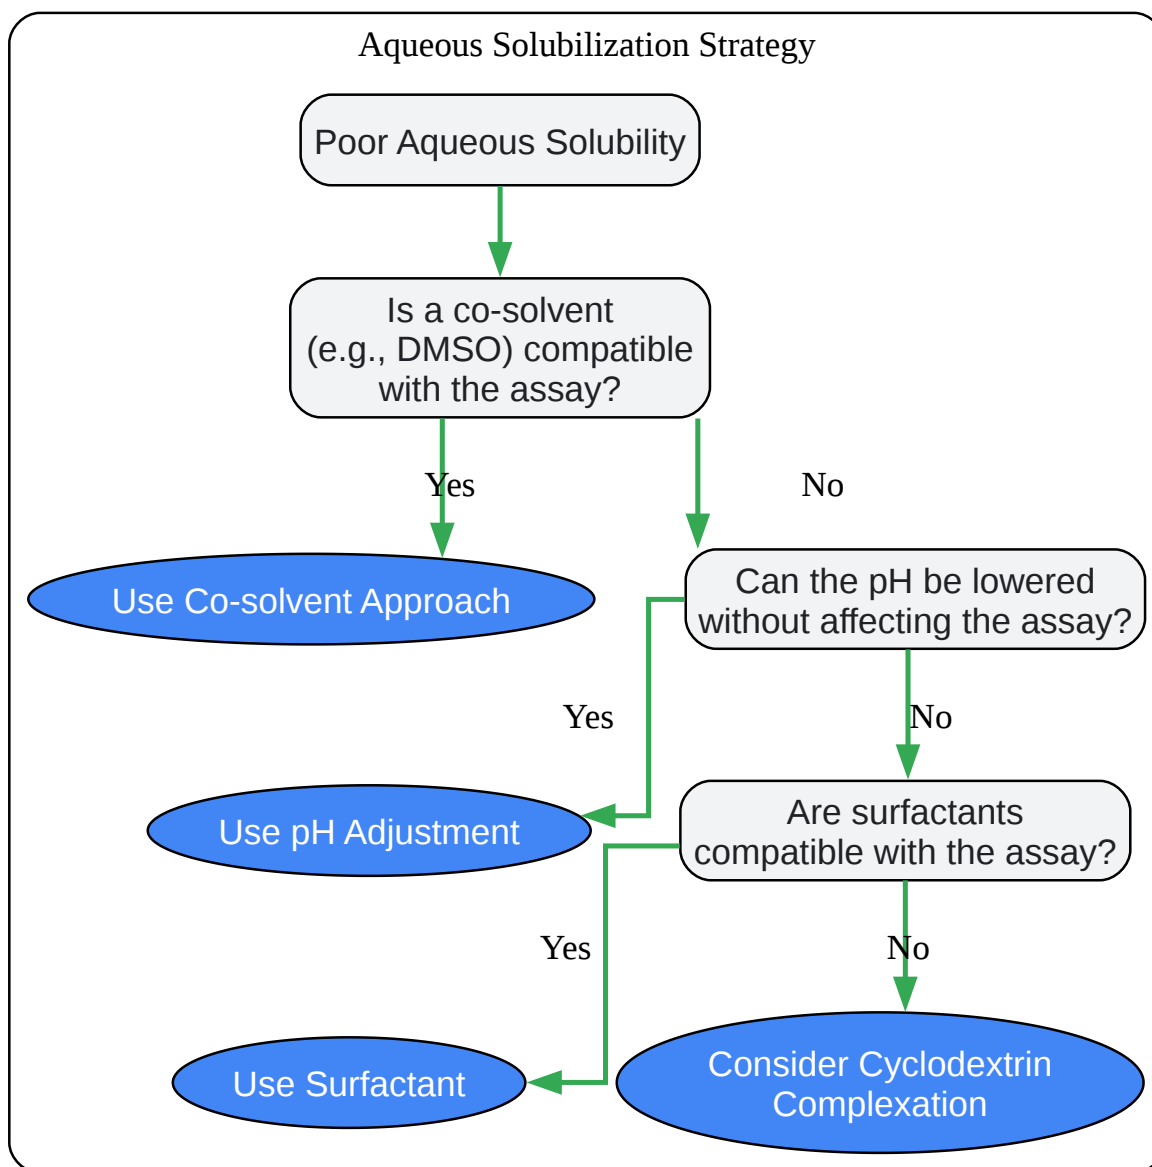 Aqueous Solubilization Strategy
Poor Aqueous Solubility
Is a co-solvent
(e.g., DMSO) compatible
with the assay?
Yes
No
Use Co-solvent Approach
Can the pH be lowered
without affecting the assay?
Yes
No
Use pH Adjustment
Are surfactants
compatible with the assay?
Yes
No
Use Surfactant
Consider Cyclodextrin
Complexation